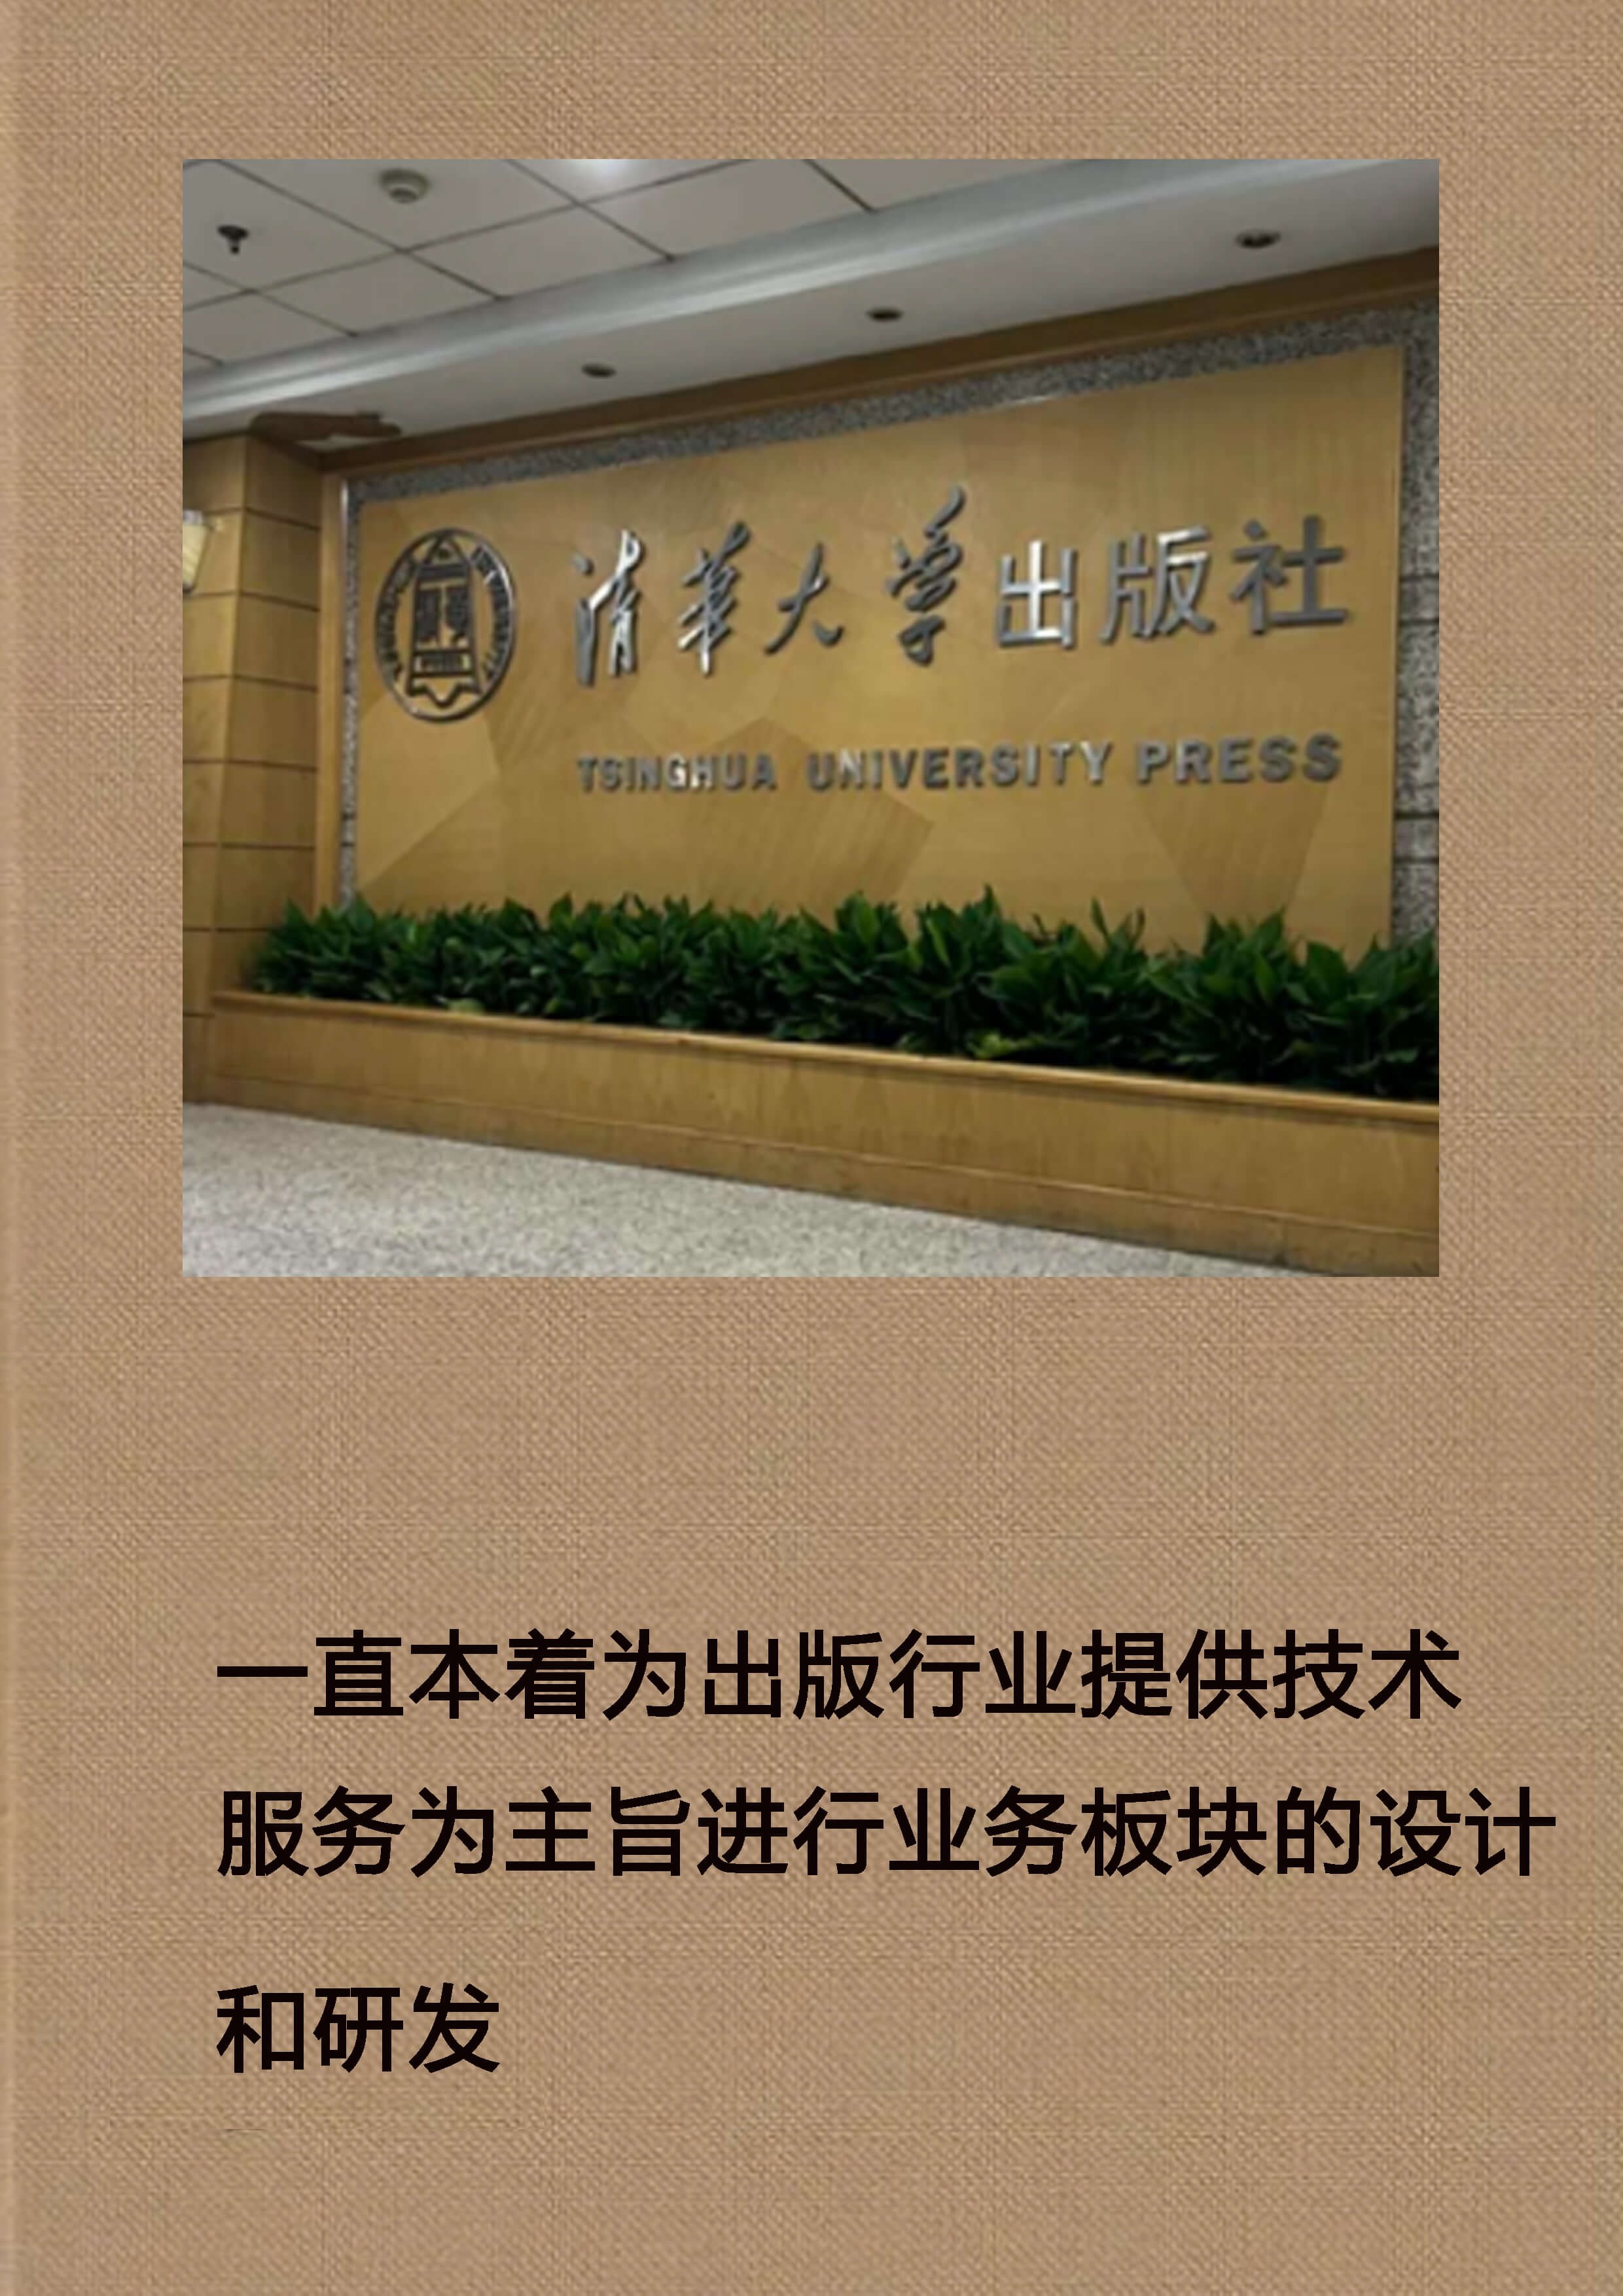 清華大学出版社
TSINGHUA UNIVERSITY PRESS
一直本着为出版行业提供技术
服务为主旨进行业务板块的设计
和研发